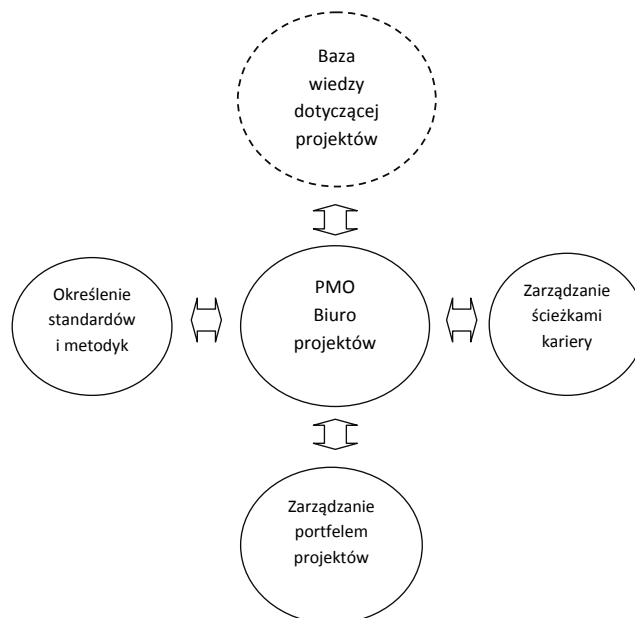 Baza
wiedzy
dotyczącej
projektów
Określenie
standardów
i metodyk
PMO
Biuro
projektów
Zarządzanie
ścieżkami
kariery
Zarządzanie
portfelem
projektów